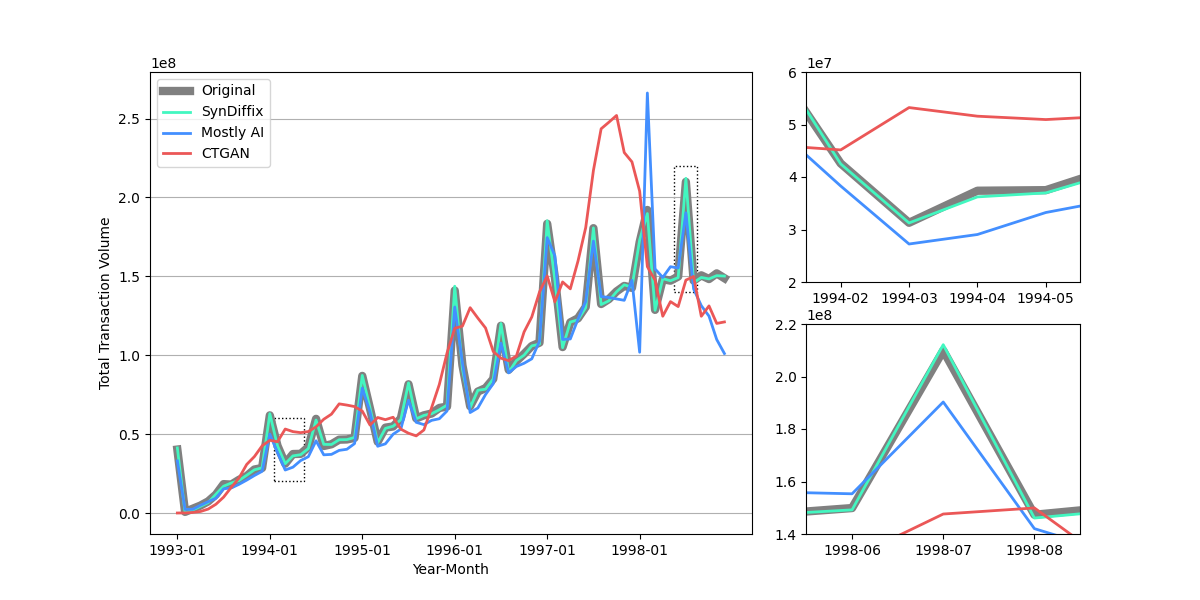 1e8
Original
SynDiffix
Mostly AI
CTGAN
2.5
2.0
1.5
1.0
0.5
0.0
Total Transaction Volume
1993-01 1994-01 1995-01 1996-01 1997-01 1998-01
Year-Month
1e7
6
5
4
3
2
1994-02 1994-03 1994-04 1994-05
1e8
2.2
2.0
1.8
1.6
1.4
1998-06 1998-07 1998-08